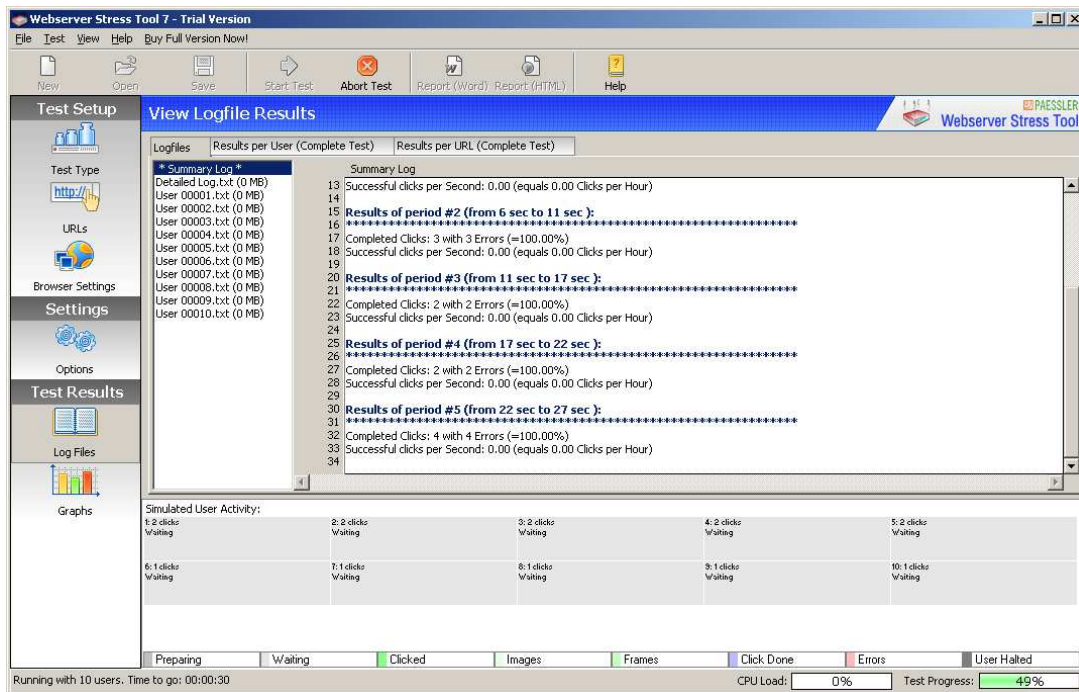 Webserver Stress Tool 7 - Trial Version
File Test View Help Buy Full Version Now!
New Open Save Start Test Abort Test Report (Word) Report (HTML) Help
Test Setup
Test Type
http://
URLs
Browser Settings
Settings
Options
Test Results
Log Files
Graphs
View Logfile Results
PAESSLER
Webserver Stress Tool
Logfiles Results per User (Complete Test) Results per URL (Complete Test)
* Summary Log *
Detailed Log.txt (0 MB)
User 00001.txt (0 MB)
User 00002.txt (0 MB)
User 00003.txt (0 MB)
User 00004.txt (0 MB)
User 00005.txt (0 MB)
User 00006.txt (0 MB)
User 00007.txt (0 MB)
User 00008.txt (0 MB)
User 00009.txt (0 MB)
User 00010.txt (0 MB)
Summary Log
13 Successful clicks per Second: 0.00 (equals 0.00 Clicks per Hour)
14
15 Results of period #2 (from 6 sec to 11 sec ):
16 **********************************************************************
17 Completed Clicks: 3 with 3 Errors (=100.00%)
18 Successful clicks per Second: 0.00 (equals 0.00 Clicks per Hour)
19
20 Results of period #3 (from 11 sec to 17 sec ):
21 **********************************************************************
22 Completed Clicks: 2 with 2 Errors (=100.00%)
23 Successful clicks per Second: 0.00 (equals 0.00 Clicks per Hour)
24
25 Results of period #4 (from 17 sec to 22 sec ):
26 **********************************************************************
27 Completed Clicks: 2 with 2 Errors (=100.00%)
28 Successful clicks per Second: 0.00 (equals 0.00 Clicks per Hour)
29
30 Results of period #5 (from 22 sec to 27 sec ):
31 **********************************************************************
32 Completed Clicks: 4 with 4 Errors (=100.00%)
33 Successful clicks per Second: 0.00 (equals 0.00 Clicks per Hour)
34
Simulated User Activity:
1: 2 clicks 2: 2 clicks 3: 2 clicks 4: 2 clicks 5: 2 clicks
Waiting Waiting Waiting Waiting Waiting
6: 1 clicks 7: 1 clicks 8: 1 clicks 9: 1 clicks 10: 1 clicks
Waiting Waiting Waiting Waiting Waiting
Preparing Waiting Clicked Images Frames Click Done Errors User Halted
Running with 10 users. Time to go: 00:00:30 CPU Load: 0% Test Progress: 49%